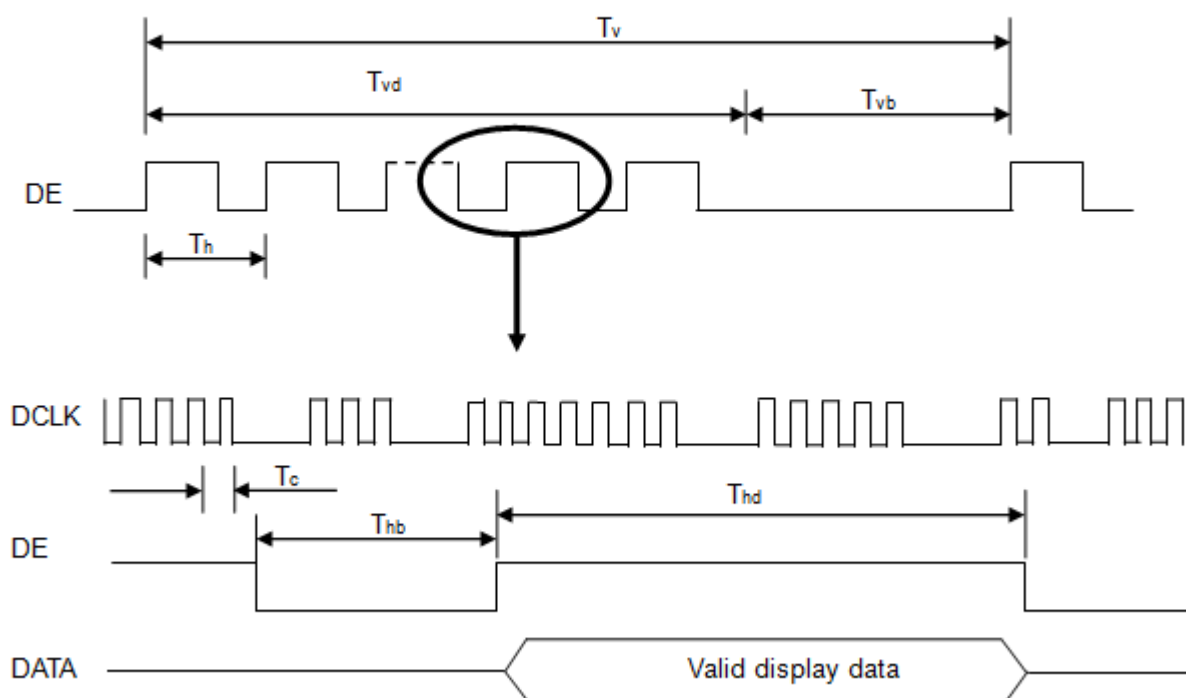 Tv
Tvd
Tvb
DE
Th
DCLK
Tc
Thd
Thb
DE
DATA
Valid display data